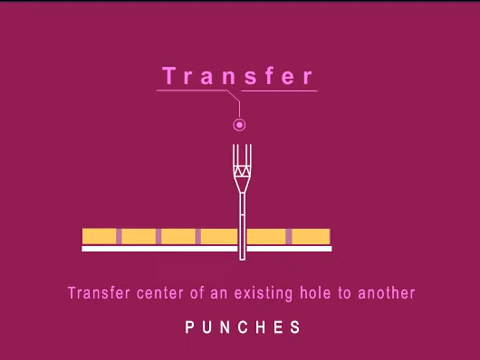 Transfer
Transfer center of an existing hole to another
PUNCHES